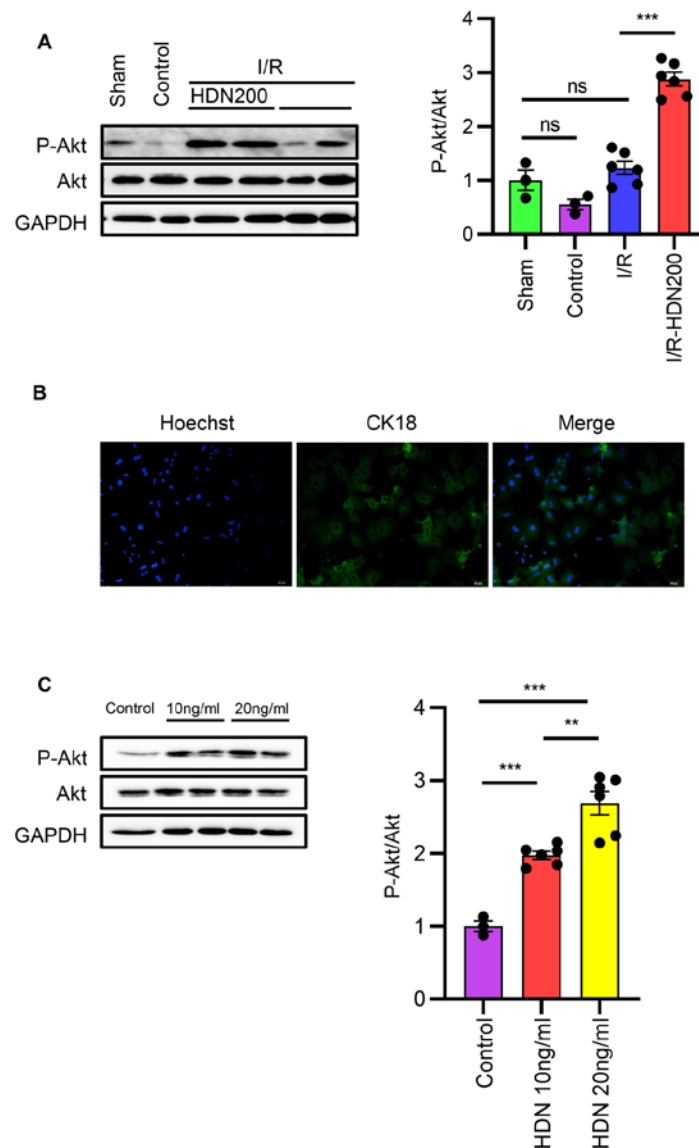 A
Sham
Control
I/R
HDN200
P-Akt
Akt
GAPDH
P-Akt/Akt
4
3
2
1
0
ns
ns
***
Sham
Control
I/R
I/R-HDN200
B
Hoechst
CK18
Merge
C
Control
10ng/ml
20ng/ml
P-Akt
Akt
GAPDH
P-Akt/Akt
4
3
2
1
0
***
**
***
Control
HDN 10ng/ml
HDN 20ng/ml